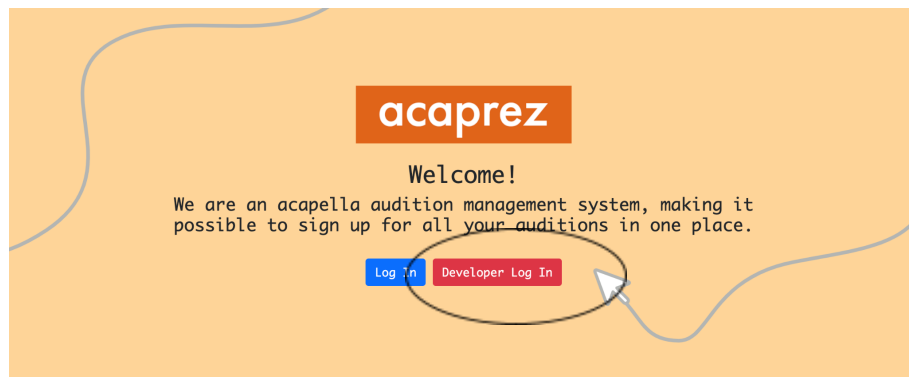 acaprez
Welcome!
We are an acapella audition management system, making it
possible to sign up for all your auditions in one place.
Log In Developer Log In